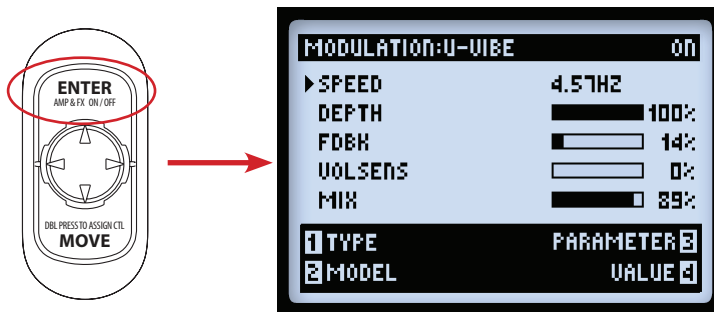 ENTER
AMP & FX ON/OFF
DBL PRESS TO ASSIGN CTL
MOVE
MODULATION:U-VIBE ON
SPEED 4.57HZ
DEPTH 100%
FDBK 14%
VOLSENS 0%
MIX 89%
1 TYPE PARAMETER 3
2 MODEL VALUE 4